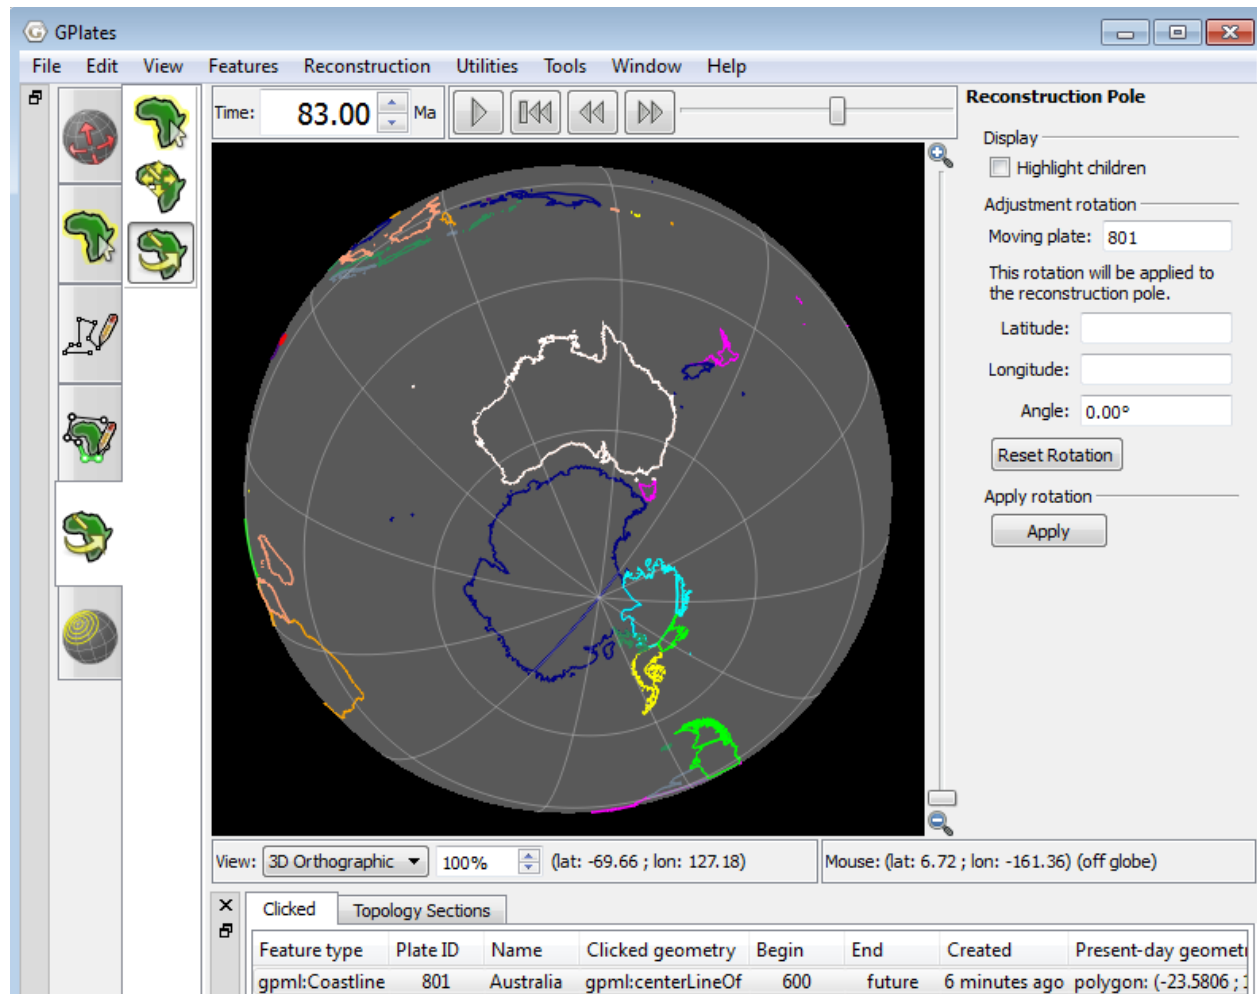 GPlates
File Edit View Features Reconstruction Utilities Tools Window Help
Time: 83.00 Ma
Reconstruction Pole
Display
Highlight children
Adjustment rotation
Moving plate: 801
This rotation will be applied to
the reconstruction pole.
Latitude:
Longitude:
Angle: 0.00°
Reset Rotation
Apply rotation
Apply
View: 3D Orthographic 100% (lat: -69.66 ; lon: 127.18) Mouse: (lat: 6.72 ; lon: -161.36) (off globe)
Clicked Topology Sections
Feature type Plate ID Name Clicked geometry Begin End Created Present-day geometr
gpml:Coastline 801 Australia gpml:centerLineOf 600 future 6 minutes ago polygon: (-23.5806 ; 1